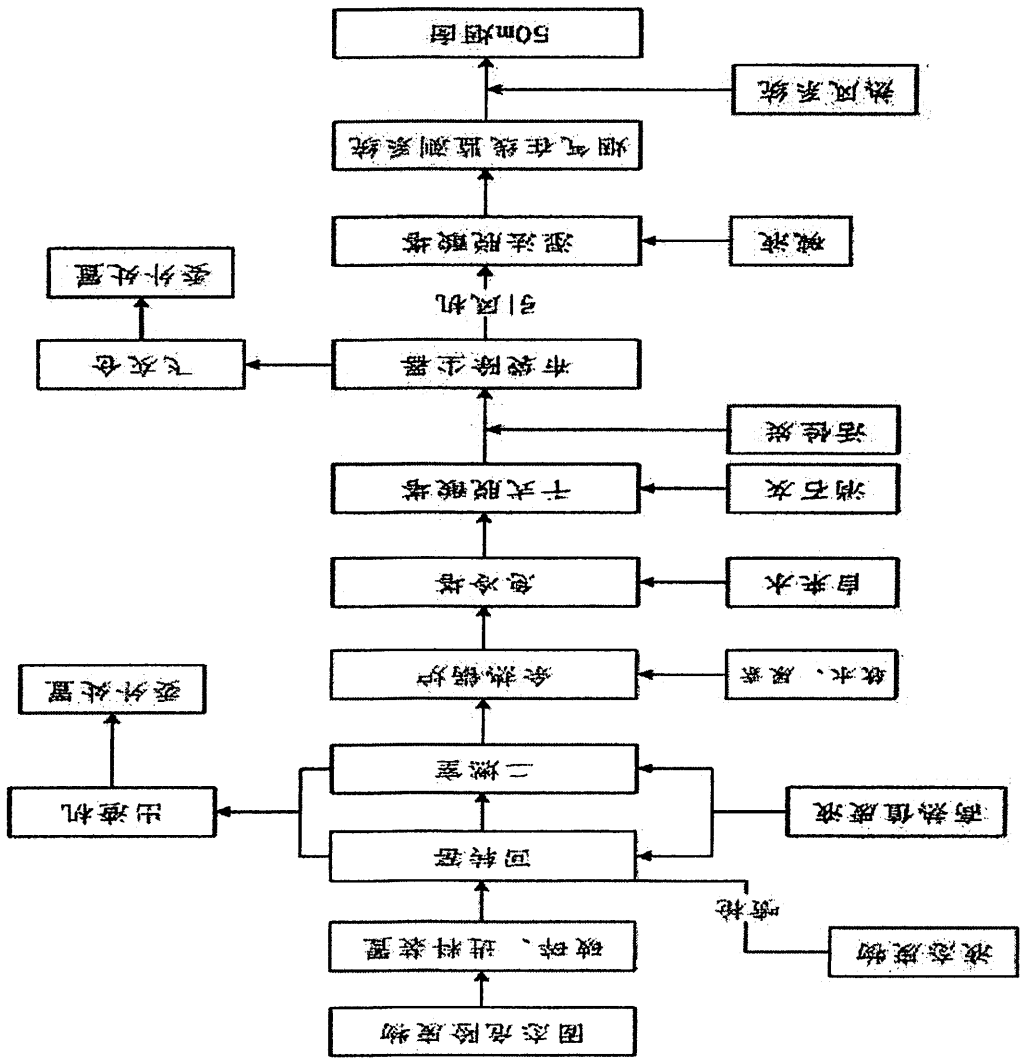 固态危险废物
液态废物
破碎、进料装置
喷枪
回转窑
高热值废液
出渣机
二燃室
委外处置
软水、尿素
余热锅炉
自来水
急冷塔
消石灰
干式脱酸塔
活性炭
布袋除尘器
飞灰仓
引风机
委外处置
碱液
湿法脱酸塔
烟气在线监测系统
热风系统
50m烟囱